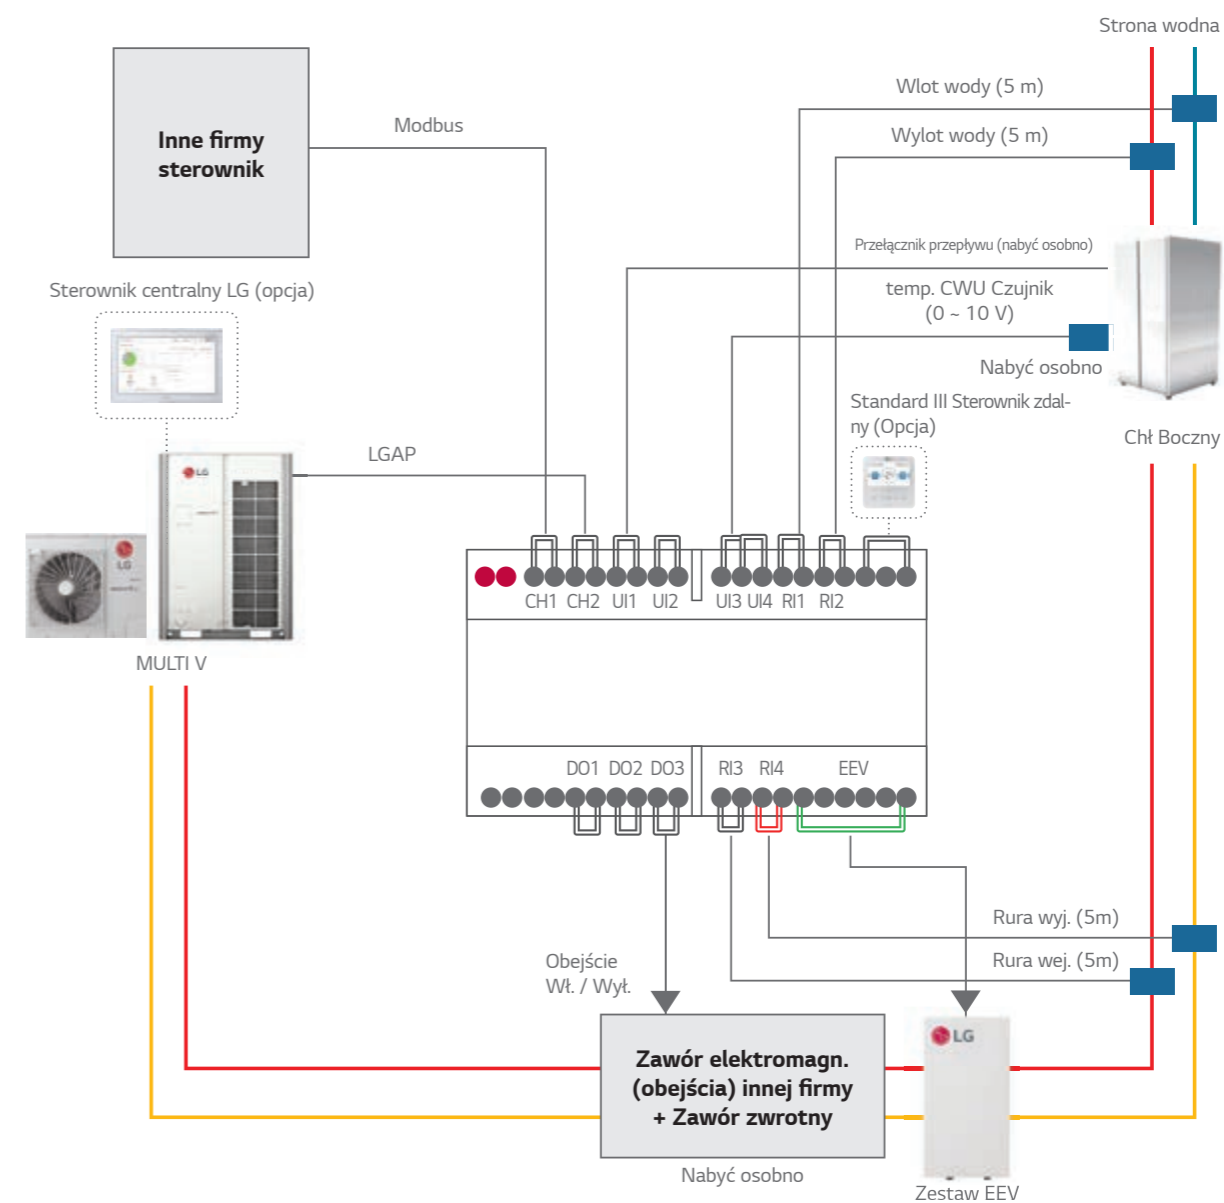 Strona wodna
Wlot wody (5 m)
Wylot wody (5 m)
Modbus
Inne firmy
sterownik
Przełącznik przepływu (nabyć osobno)
Sterownik centralny LG (opcja)
temp. CWU Czujnik
(0 ~ 10 V)
Nabyć osobno
Standard III Sterownik zdal-
ny (Opcja)
Chł Boczny
LGAP
LG
LG
MULTI V
CH1 CH2 UI1 UI2 UI3 UI4 RI1 RI2
DO1 DO2 DO3 RI3 RI4 EEV
Rura wyj. (5m)
Rura wej. (5m)
Obejście
Wł. / Wył.
Zawór elektromagn.
(obejścia) innej firmy
+ Zawór zwrotny
Nabyć osobno
LG
Zestaw EEV